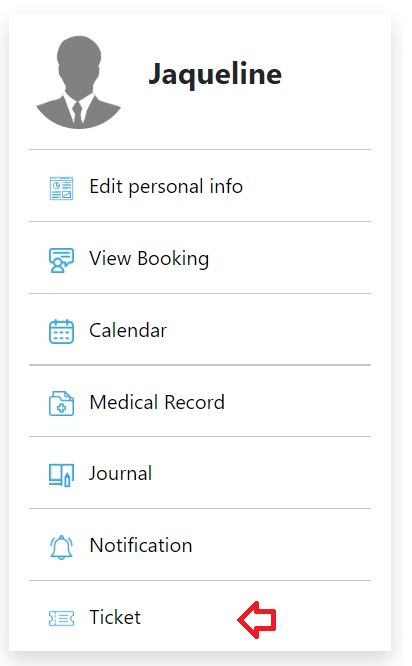 Jaqueline
Edit personal info
View Booking
Calendar
Medical Record
Journal
Notification
Ticket